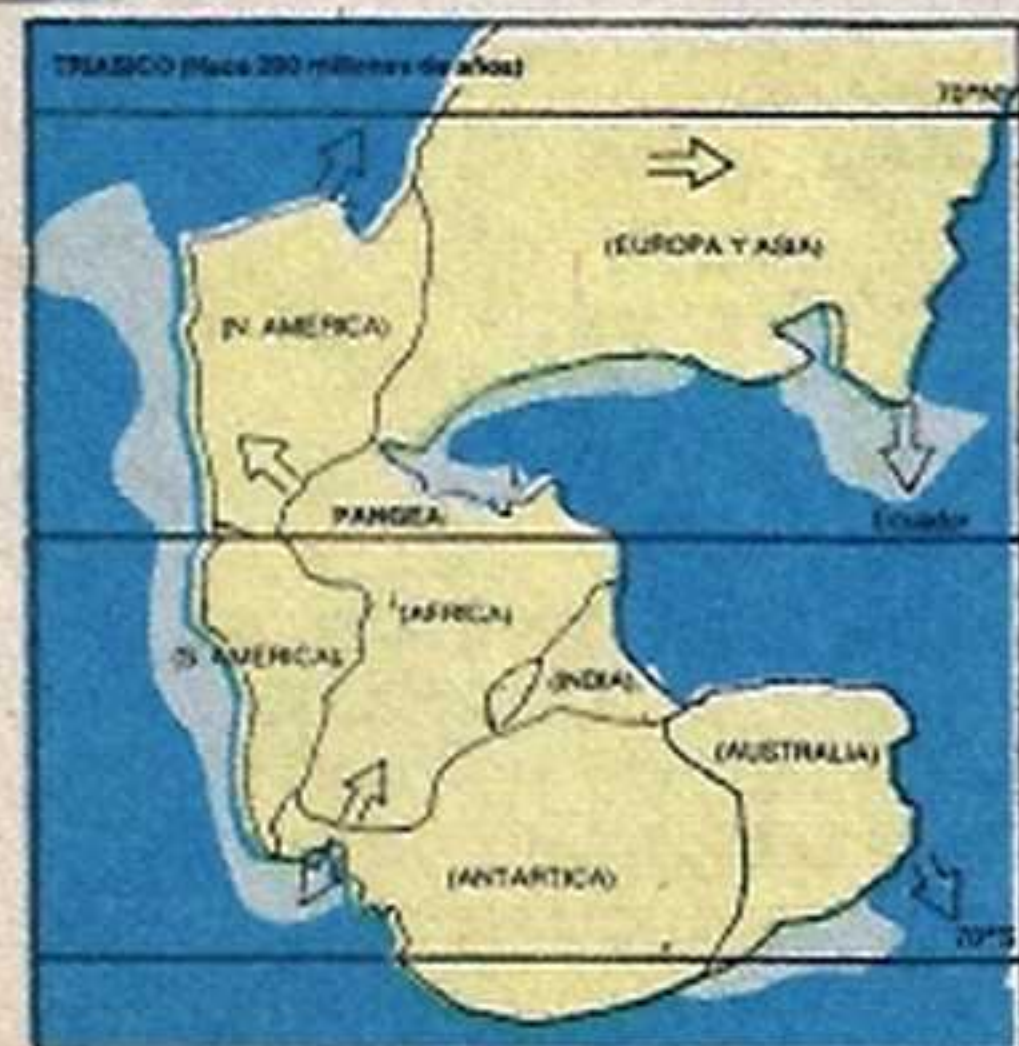 TRIASICO (Hace 200 millones de años)
70°N
(EUROPA Y ASIA)
(N. AMERICA)
PANGEA
Ecuador
(AFRICA)
(S. AMERICA)
(INDIA)
(AUSTRALIA)
(ANTARTICA)
70°S